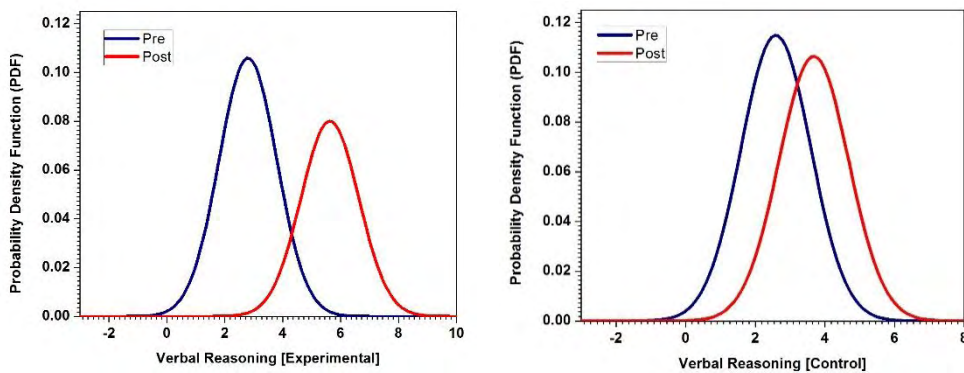 Probability Density Function (PDF)
0.12
0.10
0.08
0.06
0.04
0.02
0.00
Pre
Post
-2 0 2 4 6 8 10
Verbal Reasoning [Experimental]
Probability Density Function (PDF)
0.12
0.10
0.08
0.06
0.04
0.02
0.00
Pre
Post
-2 0 2 4 6 8
Verbal Reasoning [Control]